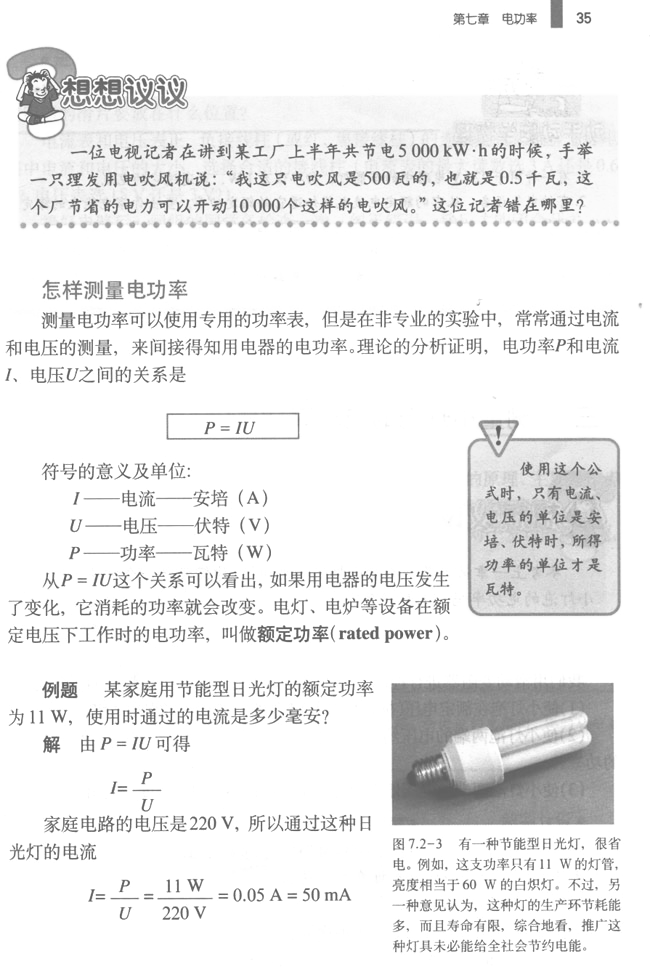 第七章 电功率 35
想想议议
一位电视记者在讲到某工厂上半年共节电5 000 kW·h的时候，手举
一只理发用电吹风机说：“我这只电吹风是500瓦的，也就是0.5千瓦，这
个厂节省的电力可以开动10 000个这样的电吹风。”这位记者错在哪里？
怎样测量电功率
测量电功率可以使用专用的功率表，但是在非专业的实验中，常常通过电流
和电压的测量，来间接得知用电器的电功率。理论的分析证明，电功率P和电流
I、电压U之间的关系是
P = IU
符号的意义及单位:
I ——电流——安培（A）
U ——电压——伏特（V）
P ——功率——瓦特（W）
从P = IU这个关系可以看出，如果用电器的电压发生
了变化，它消耗的功率就会改变。电灯、电炉等设备在额
定电压下工作时的电功率，叫做额定功率(rated power)。
!
使用这个公
式时，只有电流、
电压的单位是安
培、伏特时，所得
功率的单位才是
瓦特。
例题 某家庭用节能型日光灯的额定功率
为11 W，使用时通过的电流是多少毫安？
解 由P = IU可得
I= P/U
家庭电路的电压是220 V，所以通过这种日
光灯的电流
I= P/U = 11 W/220 V = 0.05 A = 50 mA
图 7.2-3 有一种节能型日光灯，很省
电。例如，这支功率只有11 W的灯管，
亮度相当于60 W的白炽灯。不过，另
一种意见认为，这种灯的生产环节耗能
多，而且寿命有限，综合地看，推广这
种灯具未必能给全社会节约电能。